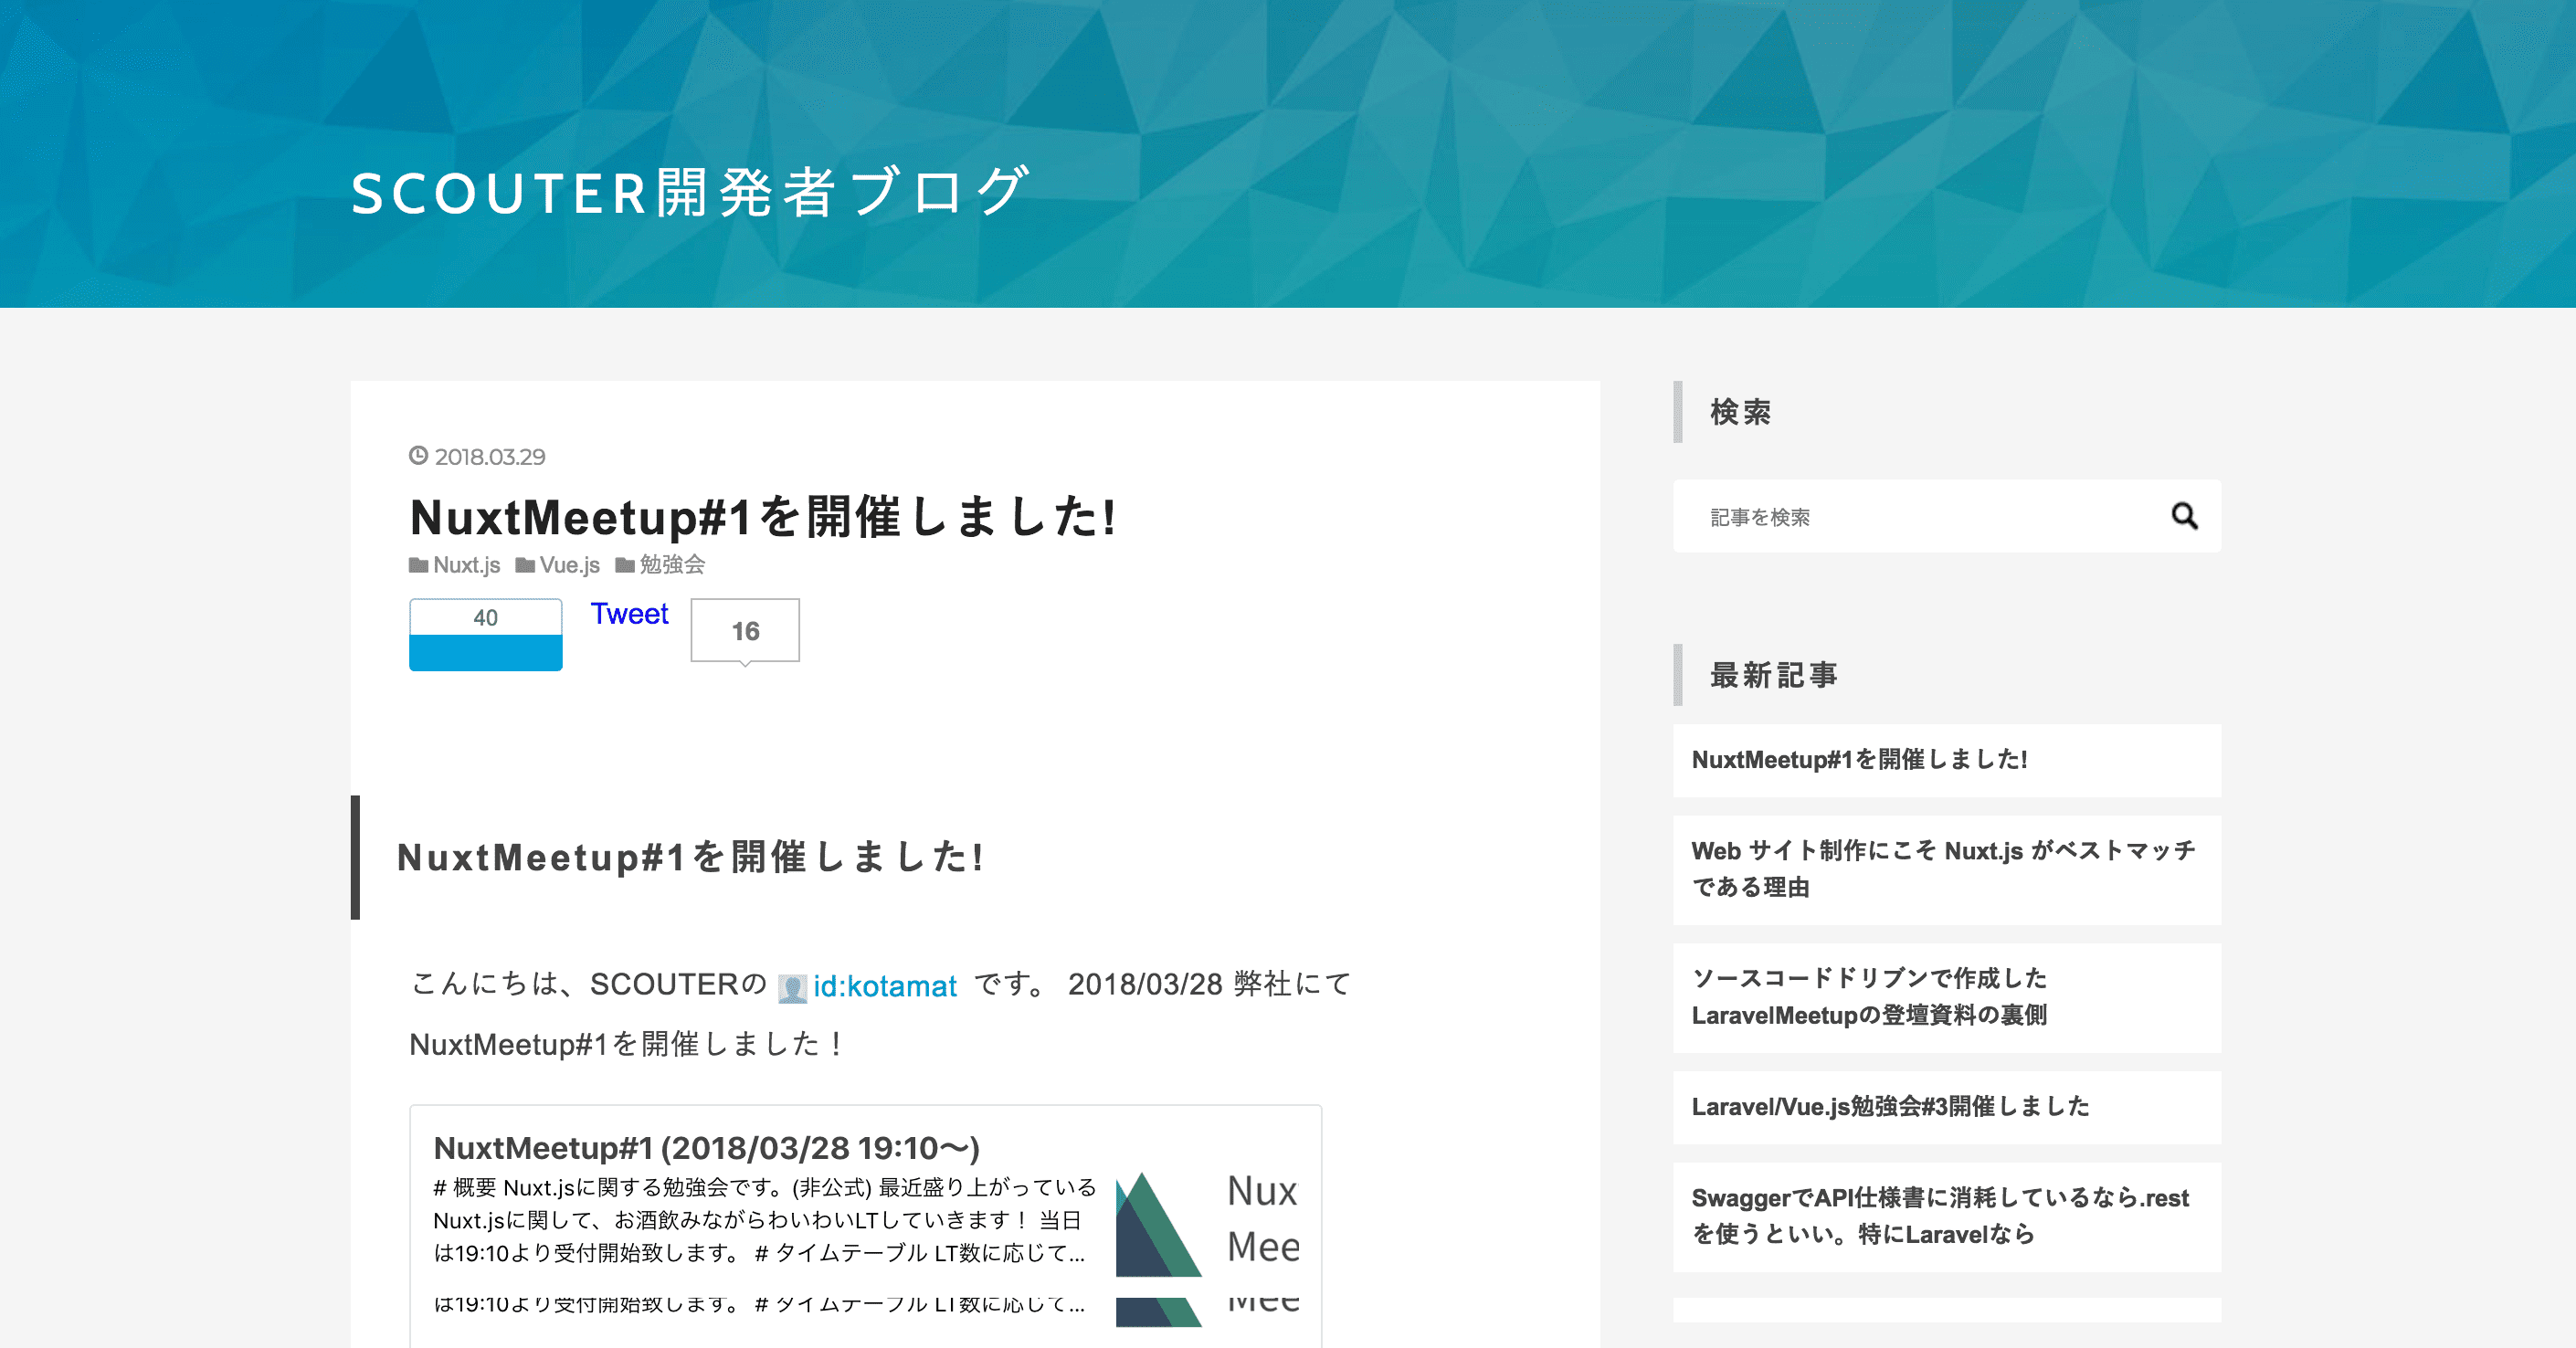 SCOUTER開発者ブログ
2018.03.29
NuxtMeetup#1を開催しました!
Nuxt.js Vue.js 勉強会
40 Tweet 16
NuxtMeetup#1を開催しました!
こんにちは、SCOUTERの id:kotamat です。 2018/03/28 弊社にて
NuxtMeetup#1を開催しました！
NuxtMeetup#1 (2018/03/28 19:10〜)
# 概要 Nuxt.jsに関する勉強会です。(非公式) 最近盛り上がっている
Nuxt.jsに関して、お酒飲みながらわいわいLTしていきます！ 当日
は19:10より受付開始致します。 # タイムテーブル LT数に応じて...
Nux
Mee
は19:10より受付開始致します。 # タイムテーブル LT数に応じて...
Mee
検索
記事を検索
最新記事
NuxtMeetup#1を開催しました!
Web サイト制作にこそ Nuxt.js がベストマッチ
である理由
ソースコードドリブンで作成した
LaravelMeetupの登壇資料の裏側
Laravel/Vue.js勉強会#3開催しました
SwaggerでAPI仕様書に消耗しているなら.rest
を使うといい。特にLaravelなら